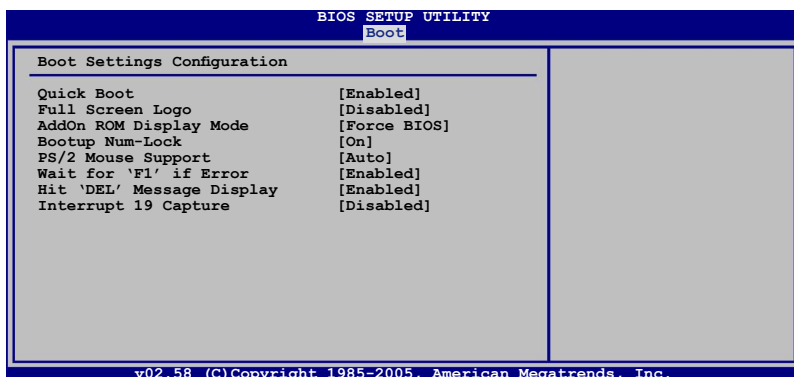 BIOS SETUP UTILITY
Boot
Boot Settings Configuration
Quick Boot [Enabled]
Full Screen Logo [Disabled]
AddOn ROM Display Mode [Force BIOS]
Bootup Num-Lock [On]
PS/2 Mouse Support [Auto]
Wait for ‘F1’ if Error [Enabled]
Hit ‘DEL’ Message Display [Enabled]
Interrupt 19 Capture [Disabled]
v02.58 (C)Copyright 1985-2005, American Megatrends, Inc.